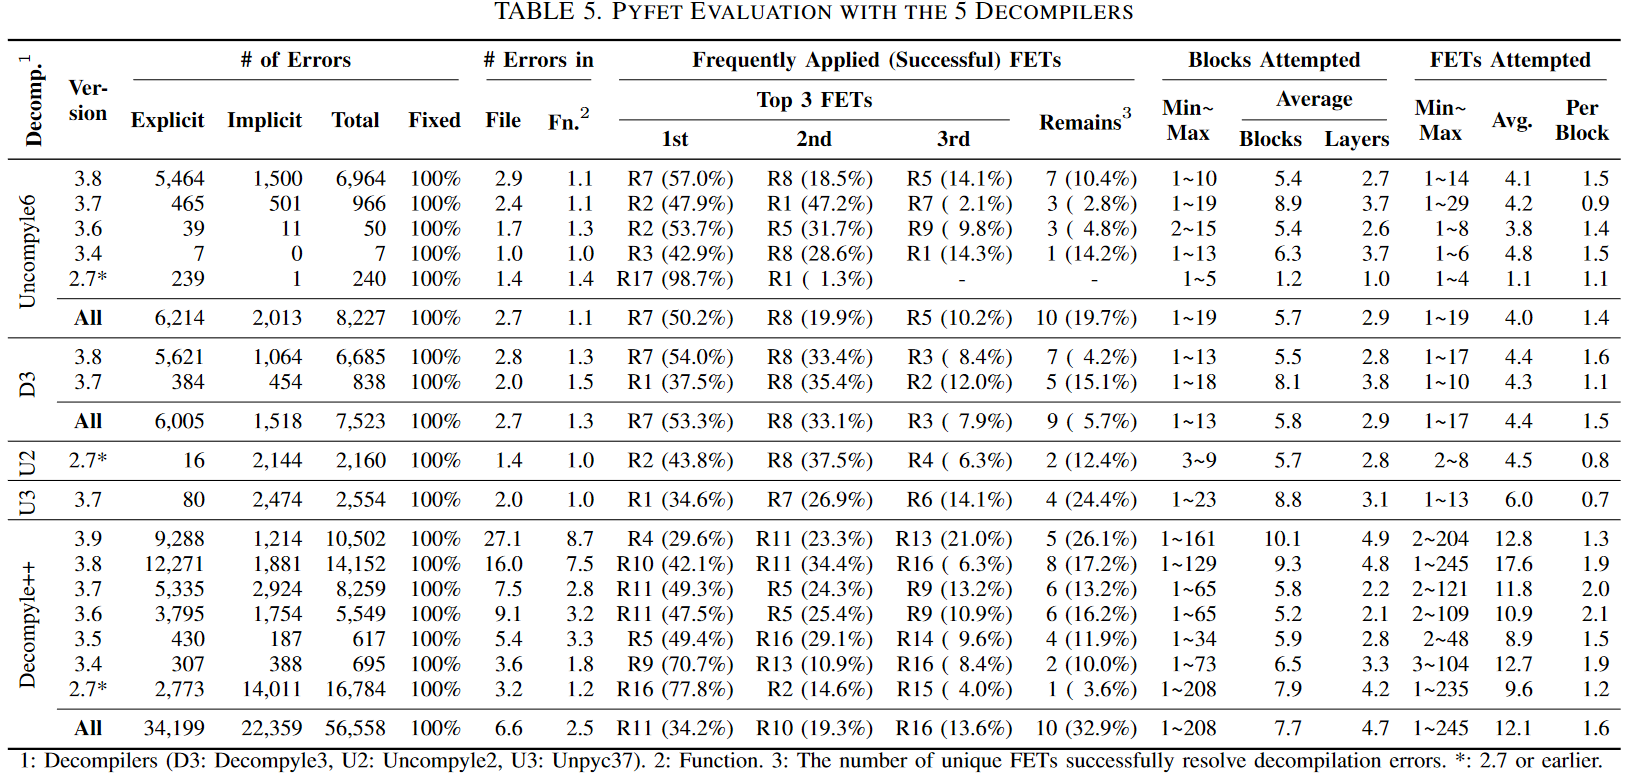 TABLE 5. PYFET EVALUATION WITH THE 5 DECOMPILERS
Decomp.1 Ver-sion # of Errors # Errors in Frequently Applied (Successful) FETs Blocks Attempted FETs Attempted
Explicit Implicit Total Fixed File Fn.2 Top 3 FETs Remains3 Min~Max Average Min~Max Avg. Per Block
1st 2nd 3rd Blocks Layers
Uncompyle6
3.8 5,464 1,500 6,964 100% 2.9 1.1 R7 (57.0%) R8 (18.5%) R5 (14.1%) 7 (10.4%) 1~10 5.4 2.7 1~14 4.1 1.5
3.7 465 501 966 100% 2.4 1.1 R2 (47.9%) R1 (47.2%) R7 ( 2.1%) 3 ( 2.8%) 1~19 8.9 3.7 1~29 4.2 0.9
3.6 39 11 50 100% 1.7 1.3 R2 (53.7%) R5 (31.7%) R9 ( 9.8%) 3 ( 4.8%) 2~15 5.4 2.6 1~8 3.8 1.4
3.4 7 0 7 100% 1.0 1.0 R3 (42.9%) R8 (28.6%) R1 (14.3%) 1 (14.2%) 1~13 6.3 3.7 1~6 4.8 1.5
2.7* 239 1 240 100% 1.4 1.4 R17 (98.7%) R1 ( 1.3%) - - 1~5 1.2 1.0 1~4 1.1 1.1
All 6,214 2,013 8,227 100% 2.7 1.1 R7 (50.2%) R8 (19.9%) R5 (10.2%) 10 (19.7%) 1~19 5.7 2.9 1~19 4.0 1.4
D3
3.8 5,621 1,064 6,685 100% 2.8 1.3 R7 (54.0%) R8 (33.4%) R3 ( 8.4%) 7 ( 4.2%) 1~13 5.5 2.8 1~17 4.4 1.6
3.7 384 454 838 100% 2.0 1.5 R1 (37.5%) R8 (35.4%) R2 (12.0%) 5 (15.1%) 1~18 8.1 3.8 1~10 4.3 1.1
All 6,005 1,518 7,523 100% 2.7 1.3 R7 (53.3%) R8 (33.1%) R3 ( 7.9%) 9 ( 5.7%) 1~13 5.8 2.9 1~17 4.4 1.5
U2 2.7* 16 2,144 2,160 100% 1.4 1.0 R2 (43.8%) R8 (37.5%) R4 ( 6.3%) 2 (12.4%) 3~9 5.7 2.8 2~8 4.5 0.8
U3 3.7 80 2,474 2,554 100% 2.0 1.0 R1 (34.6%) R7 (26.9%) R6 (14.1%) 4 (24.4%) 1~23 8.8 3.1 1~13 6.0 0.7
Decompyle++
3.9 9,288 1,214 10,502 100% 27.1 8.7 R4 (29.6%) R11 (23.3%) R13 (21.0%) 5 (26.1%) 1~161 10.1 4.9 2~204 12.8 1.3
3.8 12,271 1,881 14,152 100% 16.0 7.5 R10 (42.1%) R11 (34.4%) R16 ( 6.3%) 8 (17.2%) 1~129 9.3 4.8 1~245 17.6 1.9
3.7 5,335 2,924 8,259 100% 7.5 2.8 R11 (49.3%) R5 (24.3%) R9 (13.2%) 6 (13.2%) 1~65 5.8 2.2 2~121 11.8 2.0
3.6 3,795 1,754 5,549 100% 9.1 3.2 R11 (47.5%) R5 (25.4%) R9 (10.9%) 6 (16.2%) 1~65 5.2 2.1 2~109 10.9 2.1
3.5 430 187 617 100% 5.4 3.3 R5 (49.4%) R16 (29.1%) R14 ( 9.6%) 4 (11.9%) 1~34 5.9 2.8 2~48 8.9 1.5
3.4 307 388 695 100% 3.6 1.8 R9 (70.7%) R13 (10.9%) R16 ( 8.4%) 2 (10.0%) 1~73 6.5 3.3 3~104 12.7 1.9
2.7* 2,773 14,011 16,784 100% 3.2 1.2 R16 (77.8%) R2 (14.6%) R15 ( 4.0%) 1 ( 3.6%) 1~208 7.9 4.2 1~235 9.6 1.2
All 34,199 22,359 56,558 100% 6.6 2.5 R11 (34.2%) R10 (19.3%) R16 (13.6%) 10 (32.9%) 1~208 7.7 4.7 1~245 12.1 1.6
1: Decompilers (D3: Decompyle3, U2: Uncompyle2, U3: Unpyc37). 2: Function. 3: The number of unique FETs successfully resolve decompilation errors. *: 2.7 or earlier.